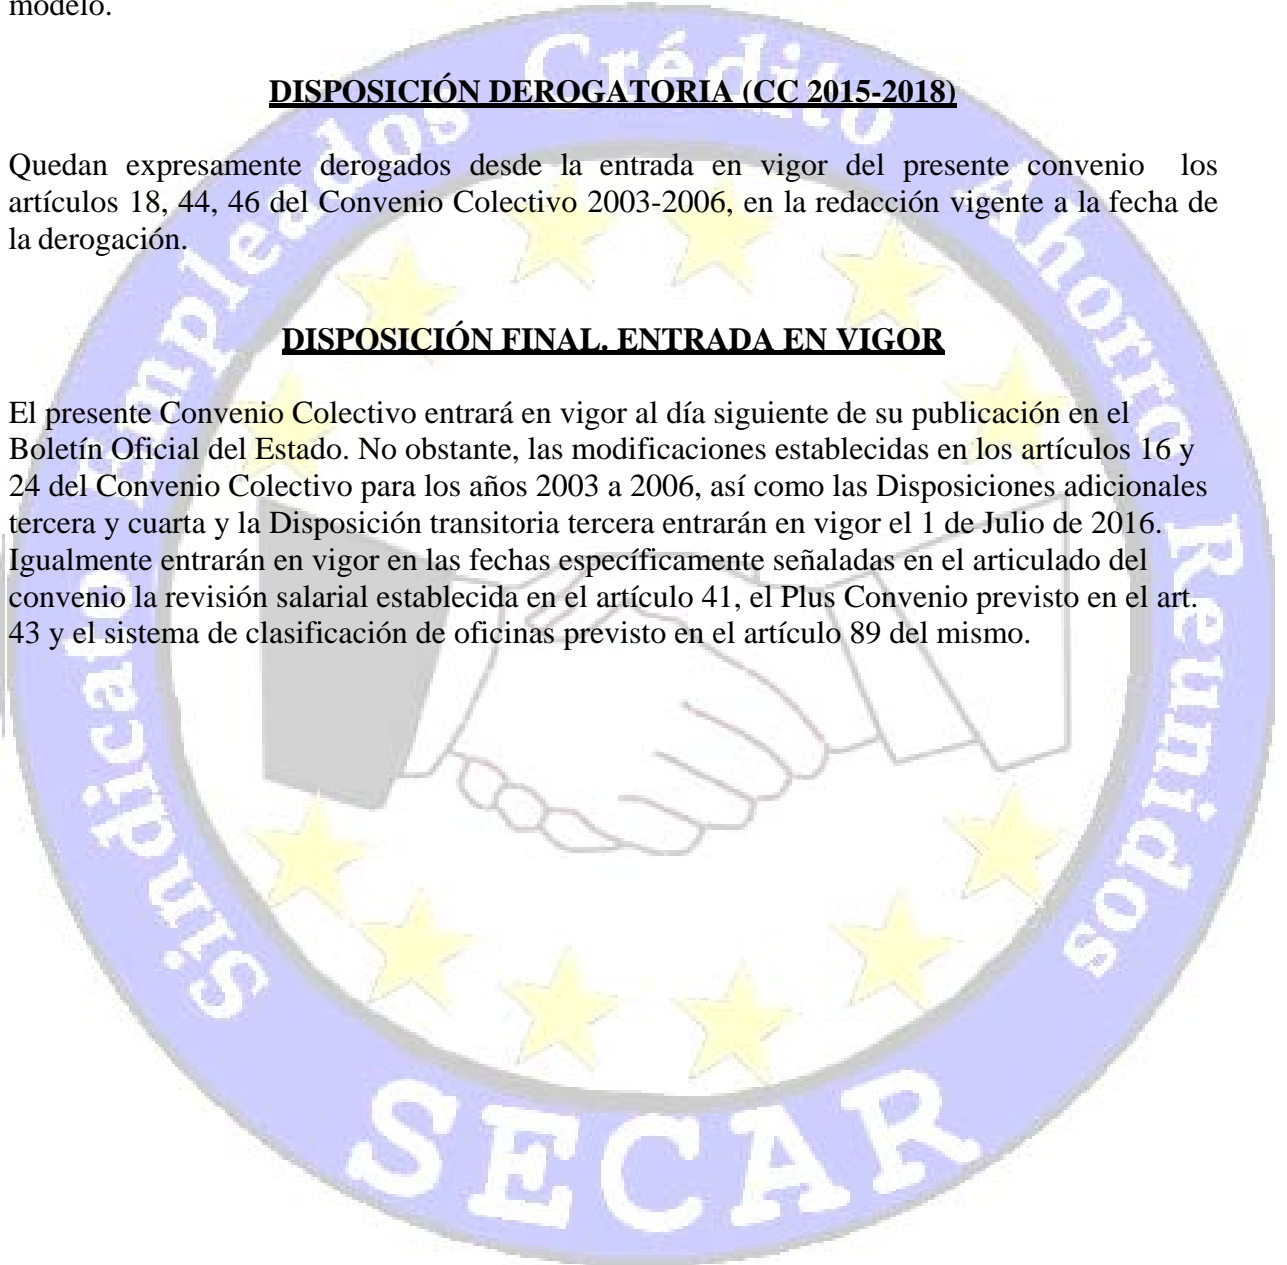 modelo.
DISPOSICIÓN DEROGATORIA (CC 2015-2018)
Quedan expresamente derogados desde la entrada en vigor del presente convenio los
artículos 18, 44, 46 del Convenio Colectivo 2003-2006, en la redacción vigente a la fecha de
la derogación.
DISPOSICIÓN FINAL. ENTRADA EN VIGOR
El presente Convenio Colectivo entrará en vigor al día siguiente de su publicación en el
Boletín Oficial del Estado. No obstante, las modificaciones establecidas en los artículos 16 y
24 del Convenio Colectivo para los años 2003 a 2006, así como las Disposiciones adicionales
tercera y cuarta y la Disposición transitoria tercera entrarán en vigor el 1 de Julio de 2016.
Igualmente entrarán en vigor en las fechas específicamente señaladas en el articulado del
convenio la revisión salarial establecida en el artículo 41, el Plus Convenio previsto en el art.
43 y el sistema de clasificación de oficinas previsto en el artículo 89 del mismo.
Sindicato Empleados Crédito Ahorro Reunidos
SECAR